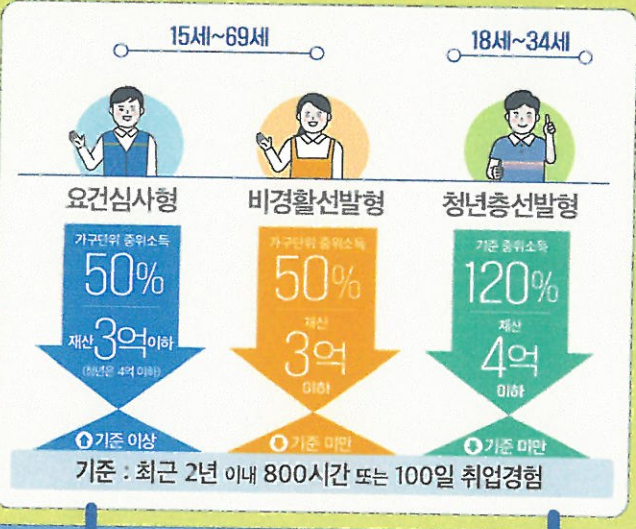 15세~69세
18세~34세
요건심사형
비경활선발형
청년층선발형
가구단위 중위소득
50%
재산 3억 이하
(청년은 4억 이하)
기준 이상
가구단위 중위소득
50%
재산
3억
이하
기준 미만
기준 중위소득
120%
재산
4억
이하
기준 미만
기준 : 최근 2년 이내 800시간 또는 100일 취업경험